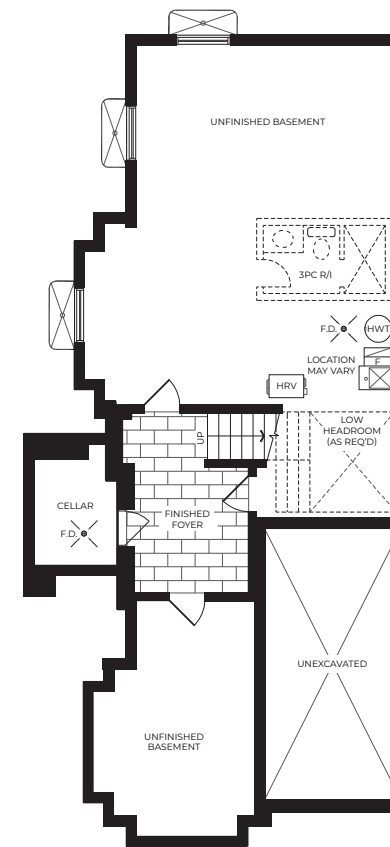 UNFINISHED BASEMENT
3PC R/I
F.D.
HWT
LOCATION
MAY VARY
F
HRV
UP
LOW
HEADROOM
(AS REQ'D)
CELLAR
F.D.
FINISHED
FOYER
UNEXCAVATED
UNFINISHED
BASEMENT